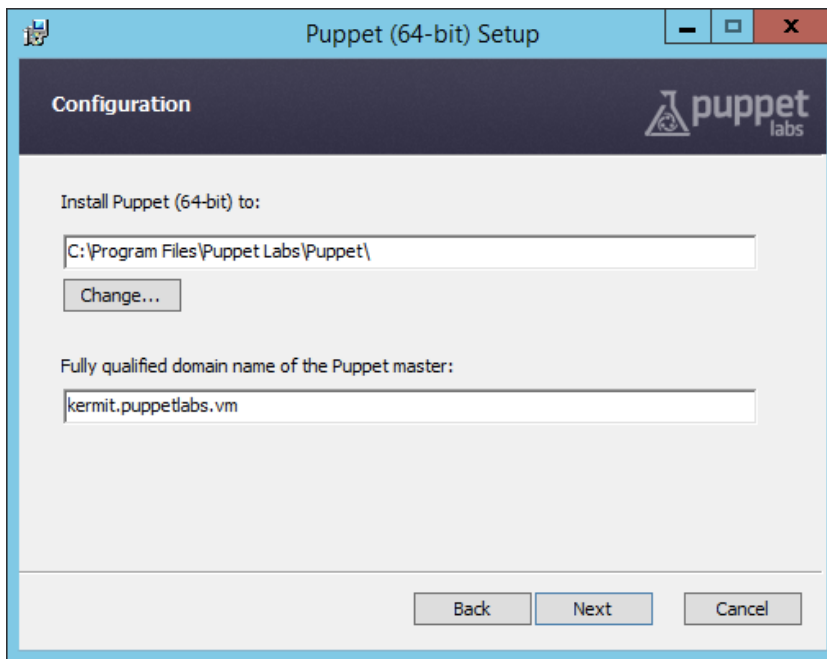 Puppet (64-bit) Setup
Configuration
puppet
labs
Install Puppet (64-bit) to:
C:\Program Files\Puppet Labs\Puppet\
Change...
Fully qualified domain name of the Puppet master:
kermit.puppetlabs.vm
Back Next Cancel